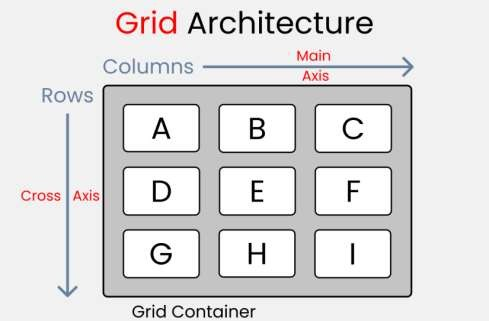 Grid Architecture
Columns
Main
Axis
Rows
A B C
Cross Axis
D E F
G H I
Grid Container